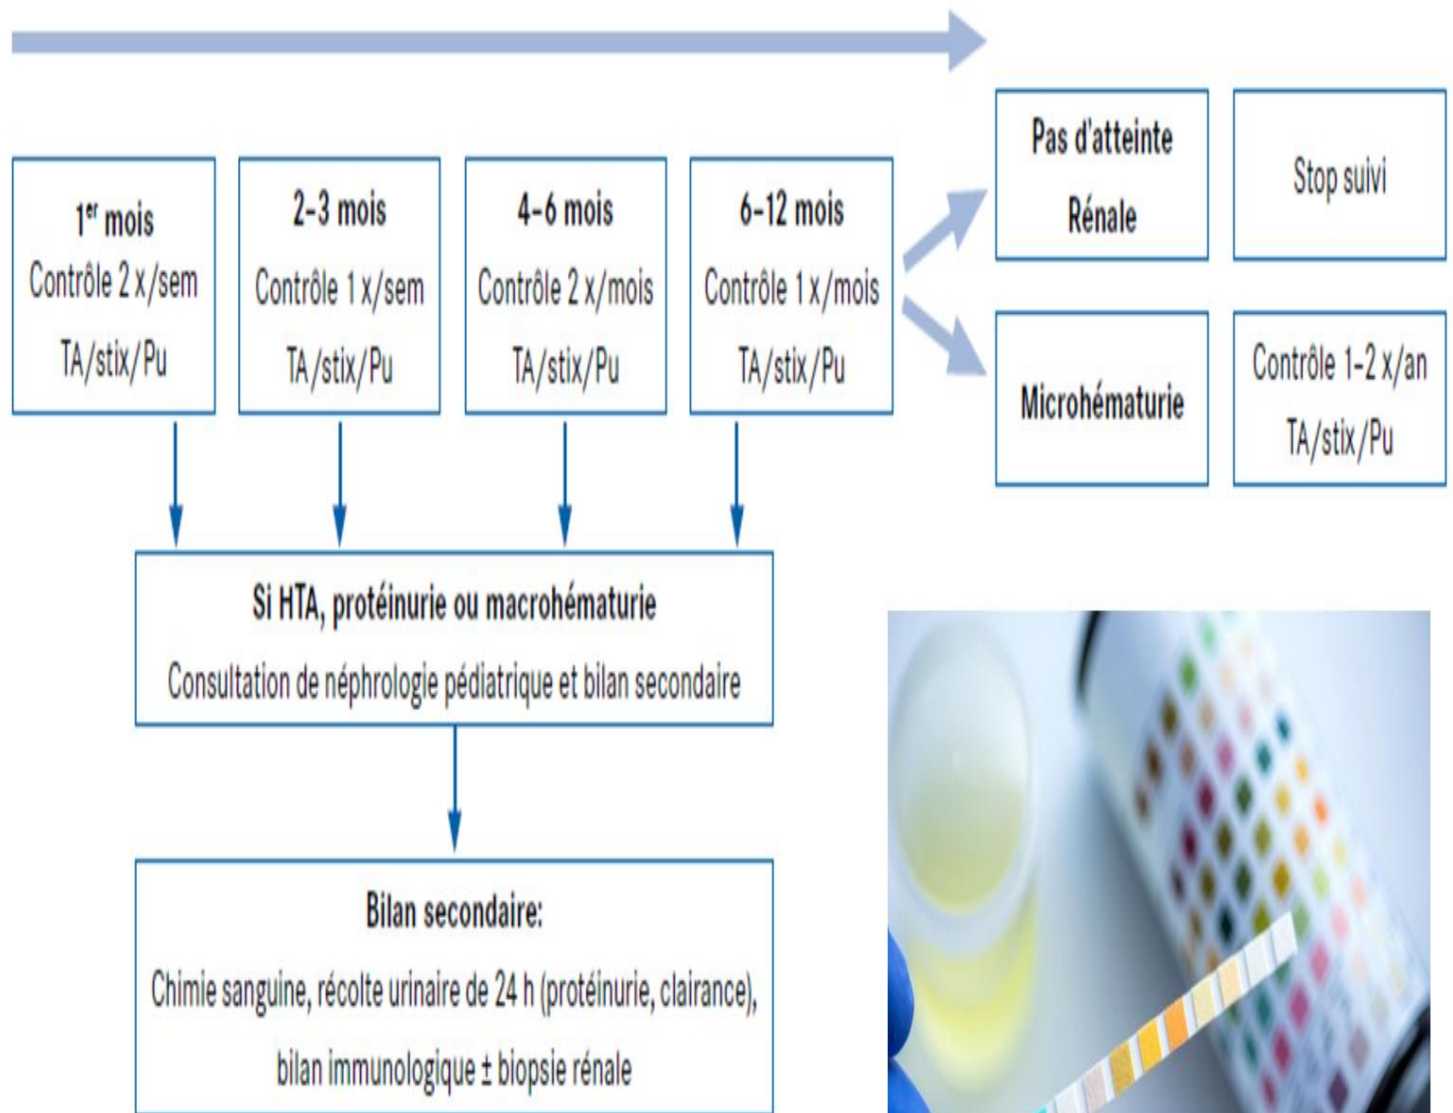 1er mois
Contrôle 2 x/sem
TA/stix/Pu
2–3 mois
Contrôle 1 x/sem
TA/stix/Pu
4–6 mois
Contrôle 2 x/mois
TA/stix/Pu
6–12 mois
Contrôle 1 x/mois
TA/stix/Pu
Pas d'atteinte
Rénale
Stop suivi
Microhématurie
Contrôle 1–2 x/an
TA/stix/Pu
Si HTA, protéinurie ou macrohématurie
Consultation de néphrologie pédiatrique et bilan secondaire
Bilan secondaire:
Chimie sanguine, récolte urinaire de 24 h (protéinurie, clairance),
bilan immunologique ± biopsie rénale